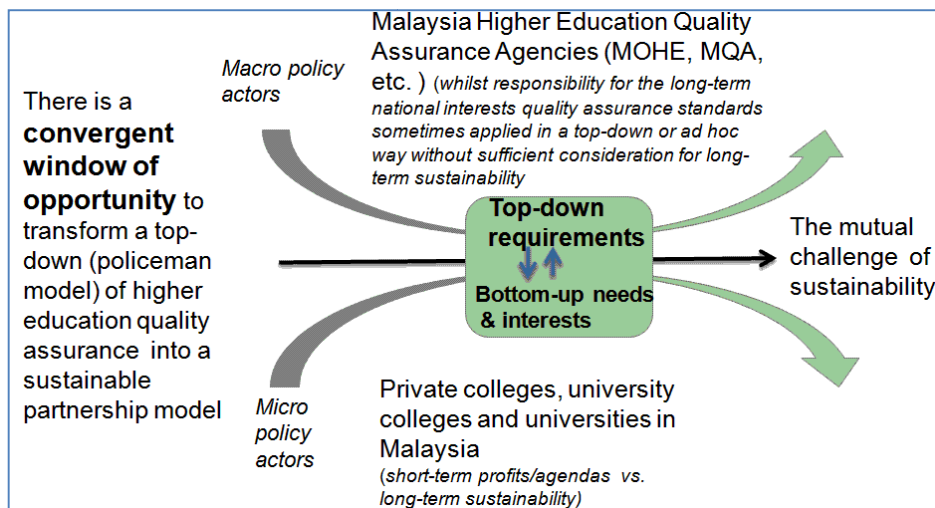 There is a
convergent
window of
opportunity to
transform a top-
down (policeman
model) of higher
education quality
assurance into a
sustainable
partnership model
Macro policy
actors
Malaysia Higher Education Quality
Assurance Agencies (MOHE, MQA,
etc. ) (whilst responsibility for the long-term
national interests quality assurance standards
sometimes applied in a top-down or ad hoc
way without sufficient consideration for long-
term sustainability
Top-down
requirements
Bottom-up needs
& interests
The mutual
challenge of
sustainability
Micro
policy
actors
Private colleges, university
colleges and universities in
Malaysia
(short-term profits/agendas vs.
long-term sustainability)